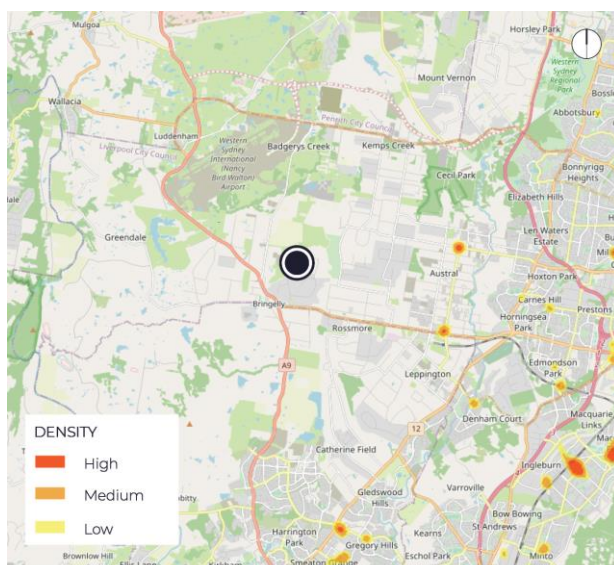 Mulgoa
Horsley Park
Mount Vernon
Western
Sydney
Regional
Park
Wallacia
Abbotsbury
Penrith City Council
Luddenham
Liverpool City Council
Western
Sydney
International
(Nancy
Bird Walton)
Airport
Badgerys Creek
Kemps Creek
Bonnyrigg
Heights
Cecil Park
Elizabeth Hills
Len Waters
Estate
Greendale
Austral
Hoxton Park
Carnes Hill
Prestons
Bringelly
Rossmore
Horningsea
Park
Edmondson
Park
A9
Leppington
DENSITY
High
Medium
Low
Denham Court
Macquarie
Links
12
Catherine Field
Ingleburn
Gledswood
Hills
Varroville
Bow Bowing
St Andrews
Harrington
Park
Kearns
Gregory Hills
Eschol Park
Minto
Brownlow Hill
Smeaton Grange